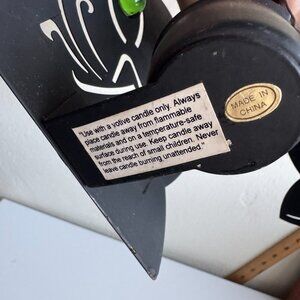 "Use with a votive candle only. Always
place candle away from flammable
materials and on a temperature-safe
surface during use. Keep candle away
from the reach of small children. Never
leave candle burning unattended."
MADE IN
CHINA